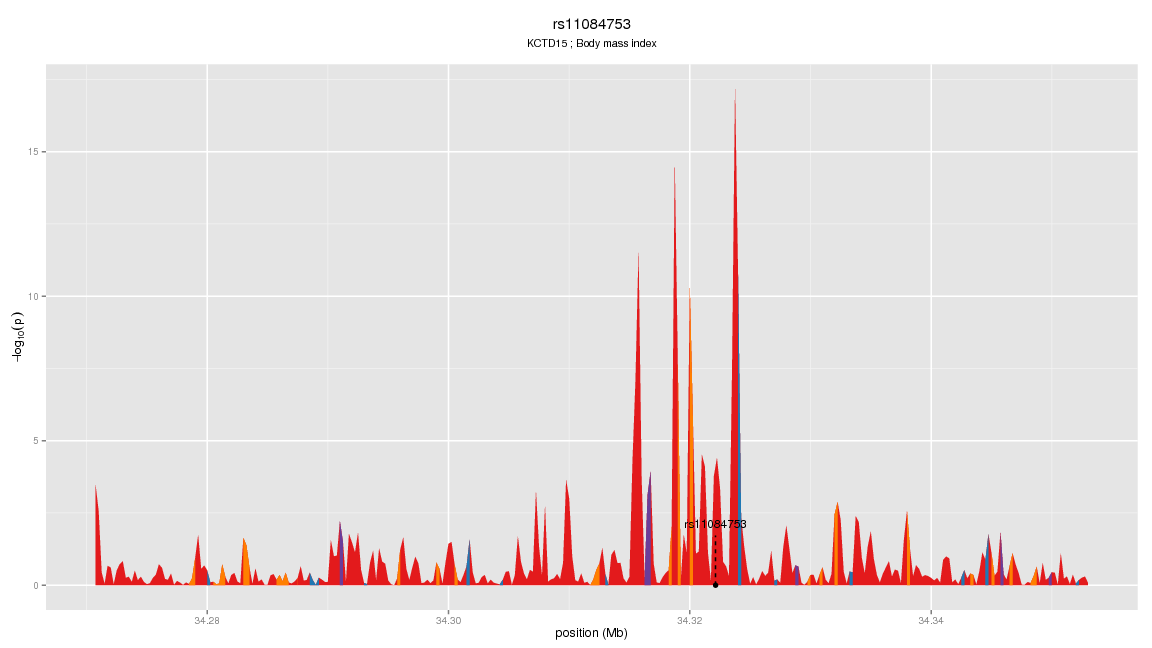 rs11084753
KCTD15 ; Body mass index
−log10(p)
15
10
5
0
rs11084753
34.28
34.30
34.32
34.34
position (Mb)